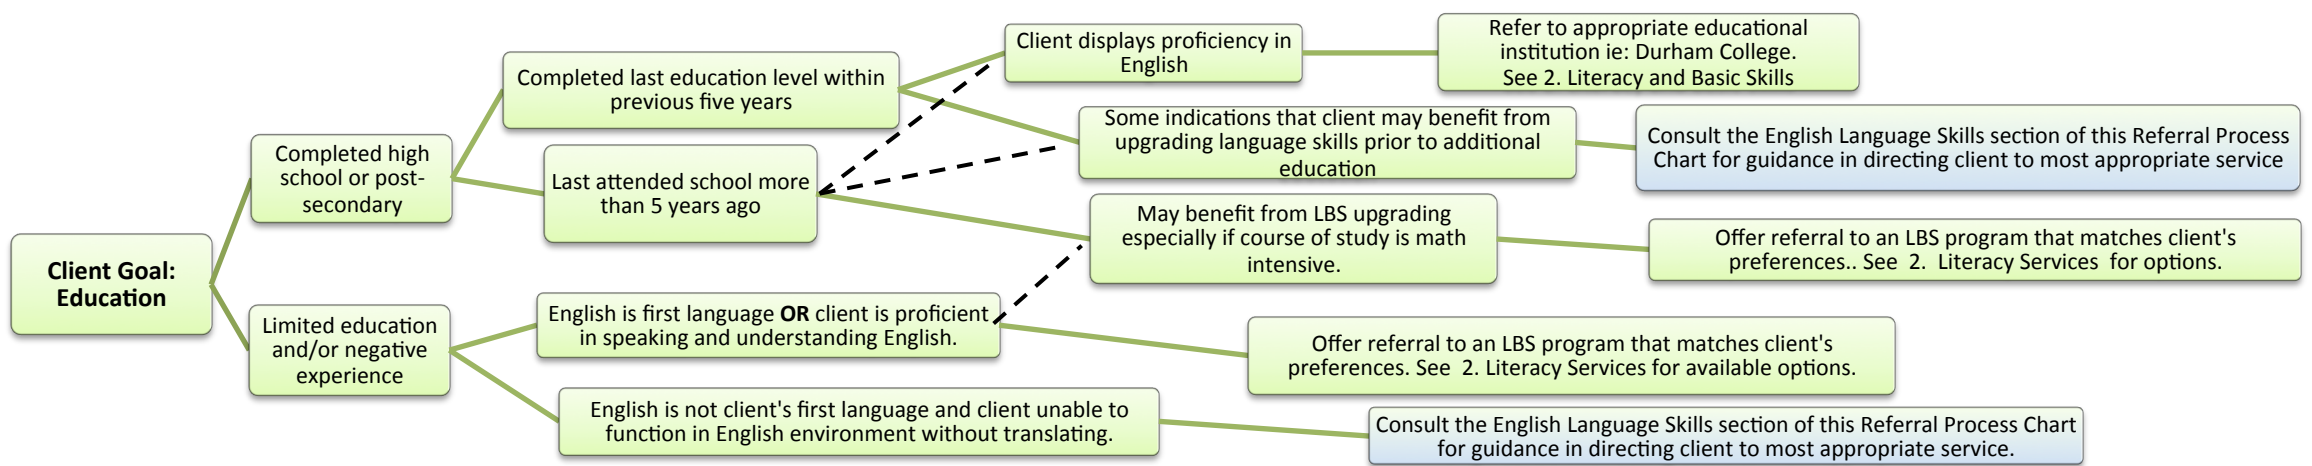 Client Goal:
Education
Completed high
school or post-
secondary
Completed last education level within
previous five years
Client displays proficiency in
English
Refer to appropriate educational
institution ie: Durham College.
See 2. Literacy and Basic Skills
Some indications that client may benefit from
upgrading language skills prior to additional
education
Consult the English Language Skills section of this Referral Process
Chart for guidance in directing client to most appropriate service
Last attended school more
than 5 years ago
May benefit from LBS upgrading
especially if course of study is math
intensive.
Offer referral to an LBS program that matches client's
preferences.. See 2. Literacy Services for options.
Limited education
and/or negative
experience
English is first language OR client is proficient
in speaking and understanding English.
Offer referral to an LBS program that matches client's
preferences. See 2. Literacy Services for available options.
English is not client's first language and client unable to
function in English environment without translating.
Consult the English Language Skills section of this Referral Process Chart
for guidance in directing client to most appropriate service.